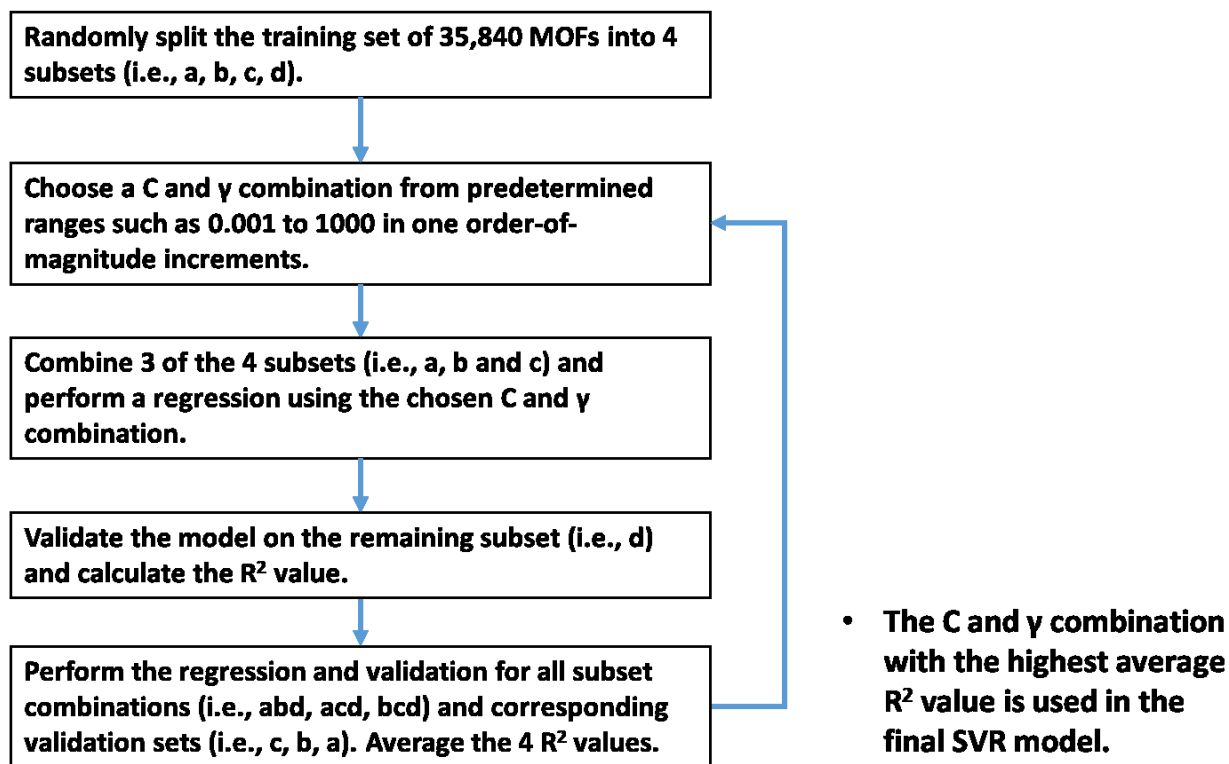 Randomly split the training set of 35,840 MOFs into 4
subsets (i.e., a, b, c, d).
Choose a C and γ combination from predetermined
ranges such as 0.001 to 1000 in one order-of-
magnitude increments.
Combine 3 of the 4 subsets (i.e., a, b and c) and
perform a regression using the chosen C and γ
combination.
Validate the model on the remaining subset (i.e., d)
and calculate the R² value.
Perform the regression and validation for all subset
combinations (i.e., abd, acd, bcd) and corresponding
validation sets (i.e., c, b, a). Average the 4 R² values.
• The C and γ combination
with the highest average
R² value is used in the
final SVR model.